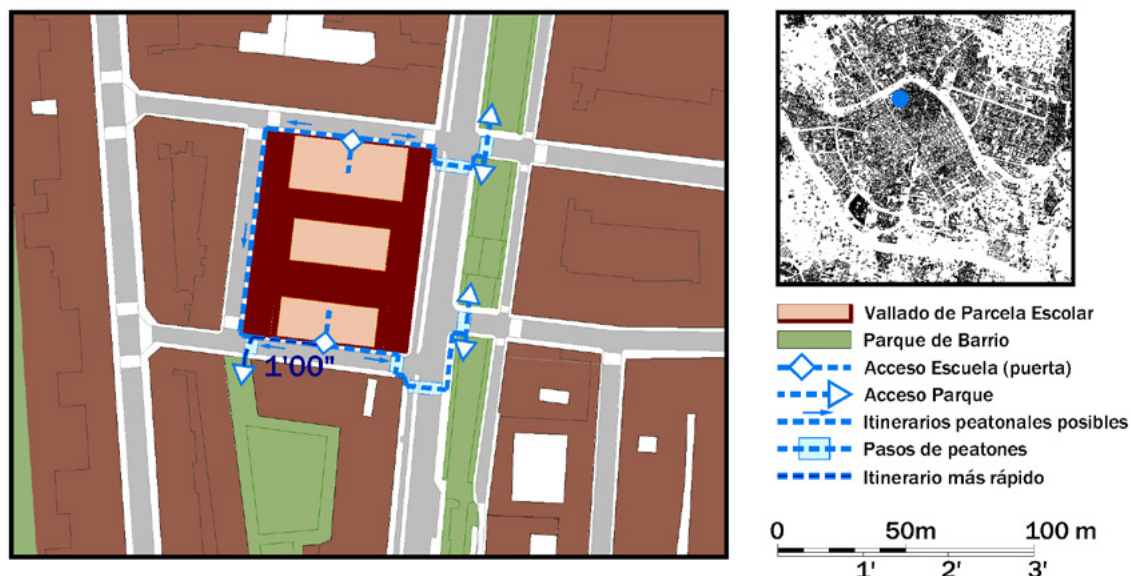 1'00"
Vallado de Parcela Escolar
Parque de Barrio
Acceso Escuela (puerta)
Acceso Parque
Itinerarios peatonales posibles
Pasos de peatones
Itinerario más rápido
0 50m 100 m
1' 2' 3'